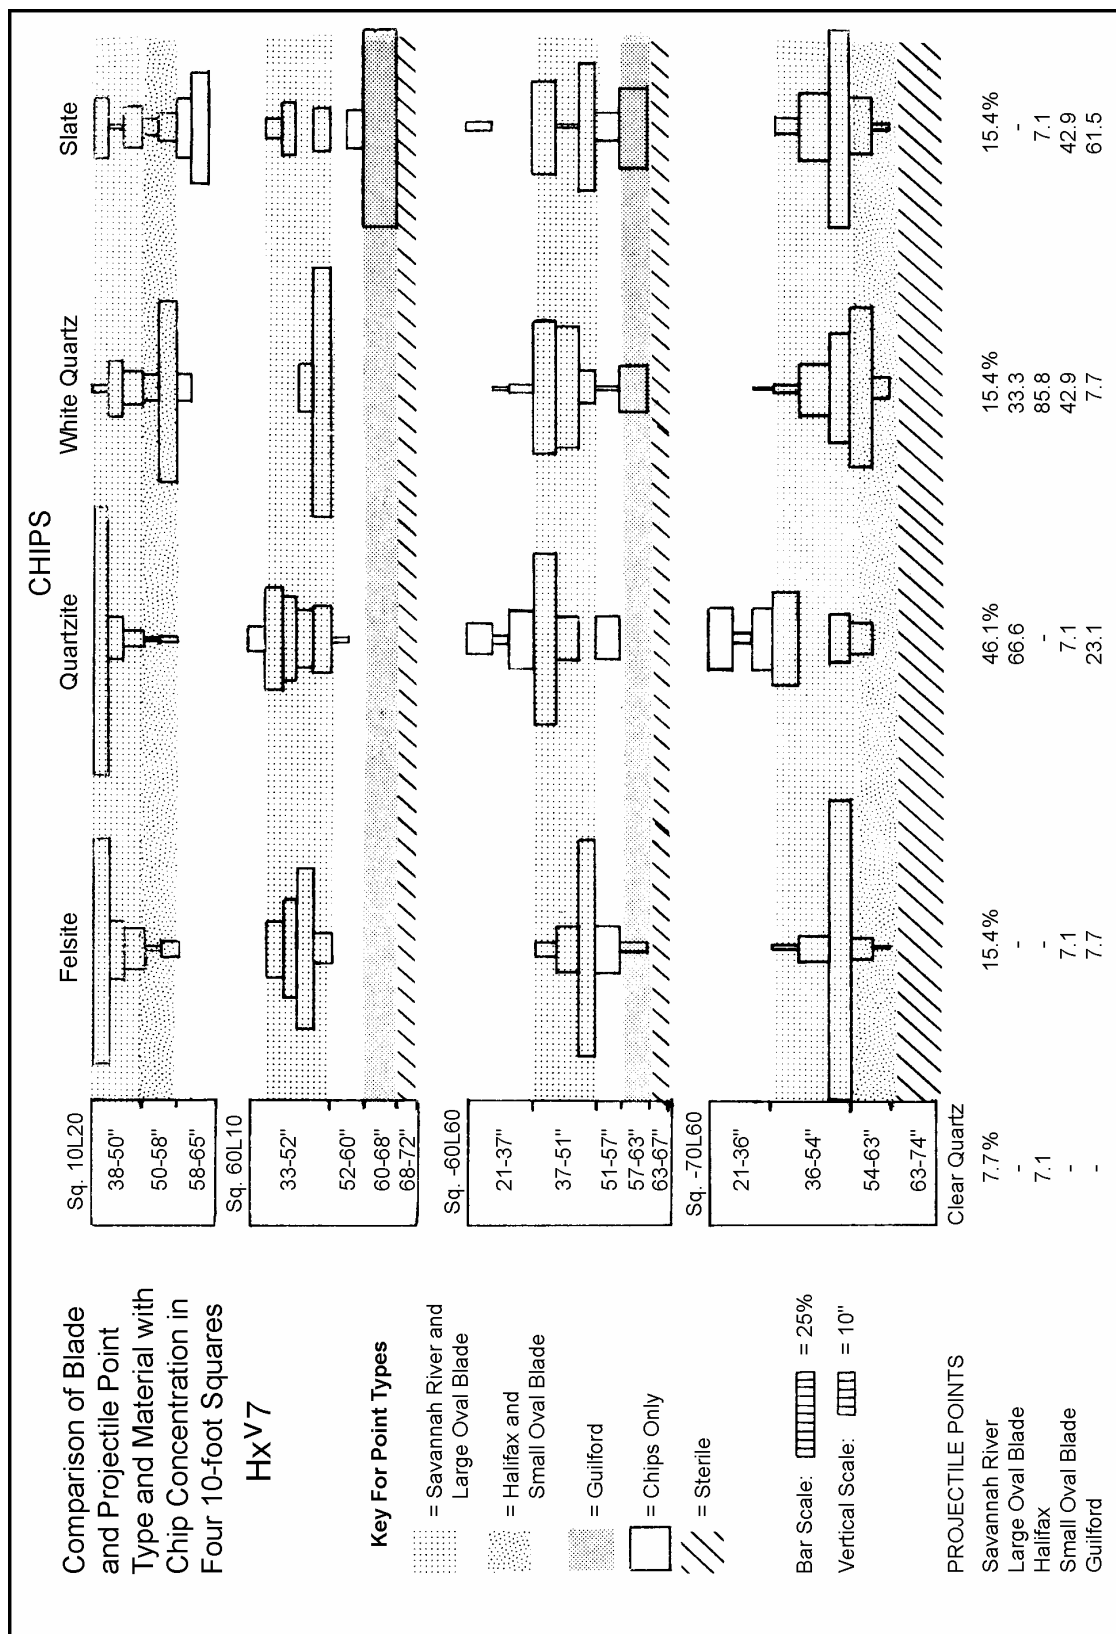 Comparison of Blade
and Projectile Point
Type and Material with
Chip Concentration in
Four 10-foot Squares
HxV7
Key For Point Types
= Savannah River and
Large Oval Blade
= Halifax and
Small Oval Blade
= Guilford
= Chips Only
= Sterile
Bar Scale: = 25%
Vertical Scale: = 10"
CHIPS
Felsite Quartzite White Quartz Slate
Sq. 10L20
38-50"
50-58"
58-65"
Sq. 60L10
33-52"
52-60"
60-68"
68-72"
Sq. -60L60
21-37"
37-51"
51-57"
57-63"
63-67"
Sq. -70L60
21-36"
36-54"
54-63"
63-74"
PROJECTILE POINTS Clear Quartz
Savannah River 7.7% 15.4% 46.1% 15.4% 15.4%
Large Oval Blade - - 66.6 33.3 -
Halifax 7.1 - - 85.8 7.1
Small Oval Blade - 7.1 7.1 42.9 42.9
Guilford - 7.7 23.1 7.7 61.5